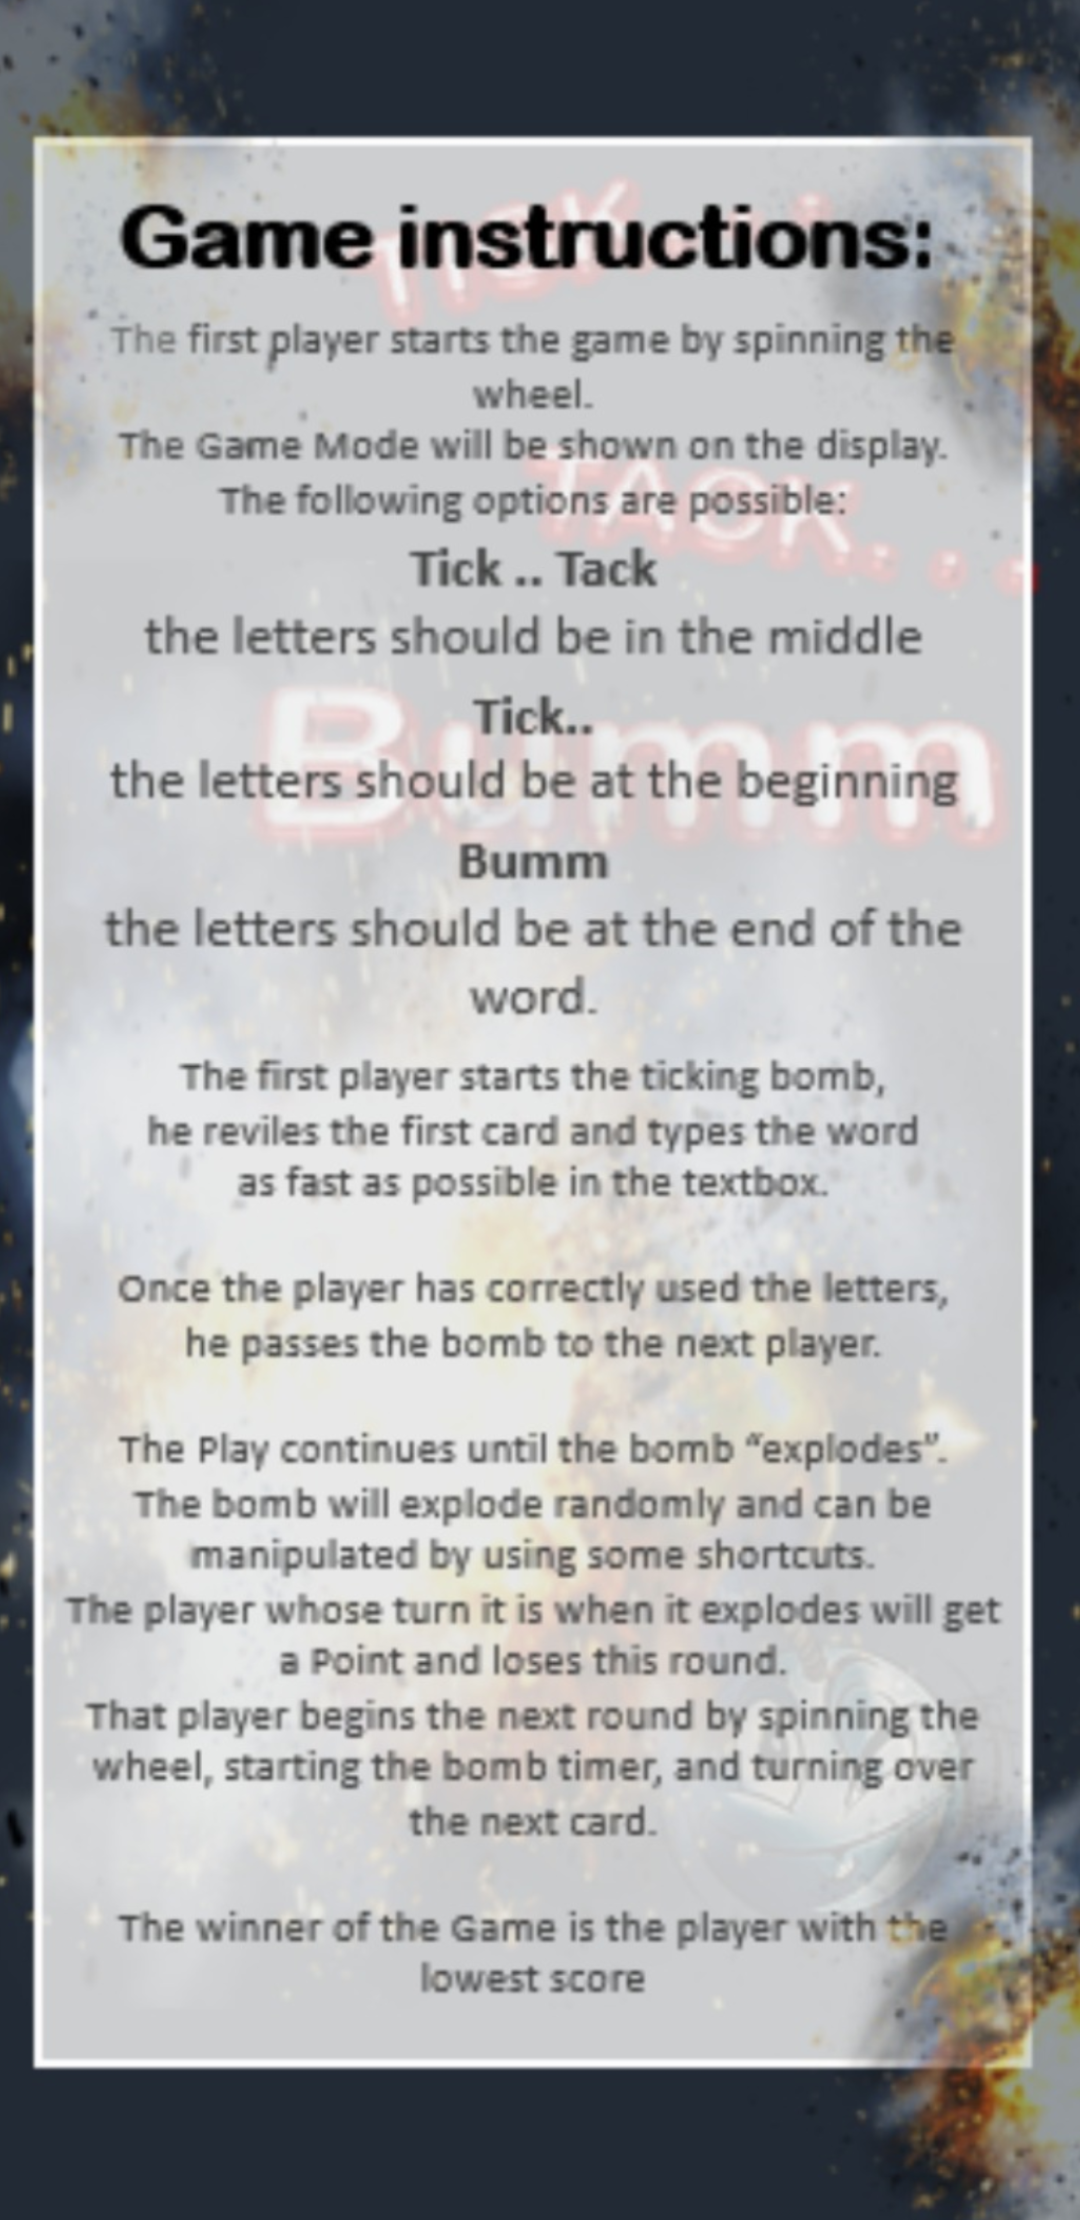 TICK . .
Game instructions:
The first player starts the game by spinning the
wheel.
The Game Mode will be shown on the display.
TACK. . .
The following options are possible:
Tick .. Tack
the letters should be in the middle
Bumm
Tick..
the letters should be at the beginning
Bumm
the letters should be at the end of the
word.
The first player starts the ticking bomb,
he reviles the first card and types the word
as fast as possible in the textbox.
Once the player has correctly used the letters,
he passes the bomb to the next player.
The Play continues until the bomb “explodes”.
The bomb will explode randomly and can be
manipulated by using some shortcuts.
The player whose turn it is when it explodes will get
a Point and loses this round.
That player begins the next round by spinning the
wheel, starting the bomb timer, and turning over
the next card.
The winner of the Game is the player with the
lowest score